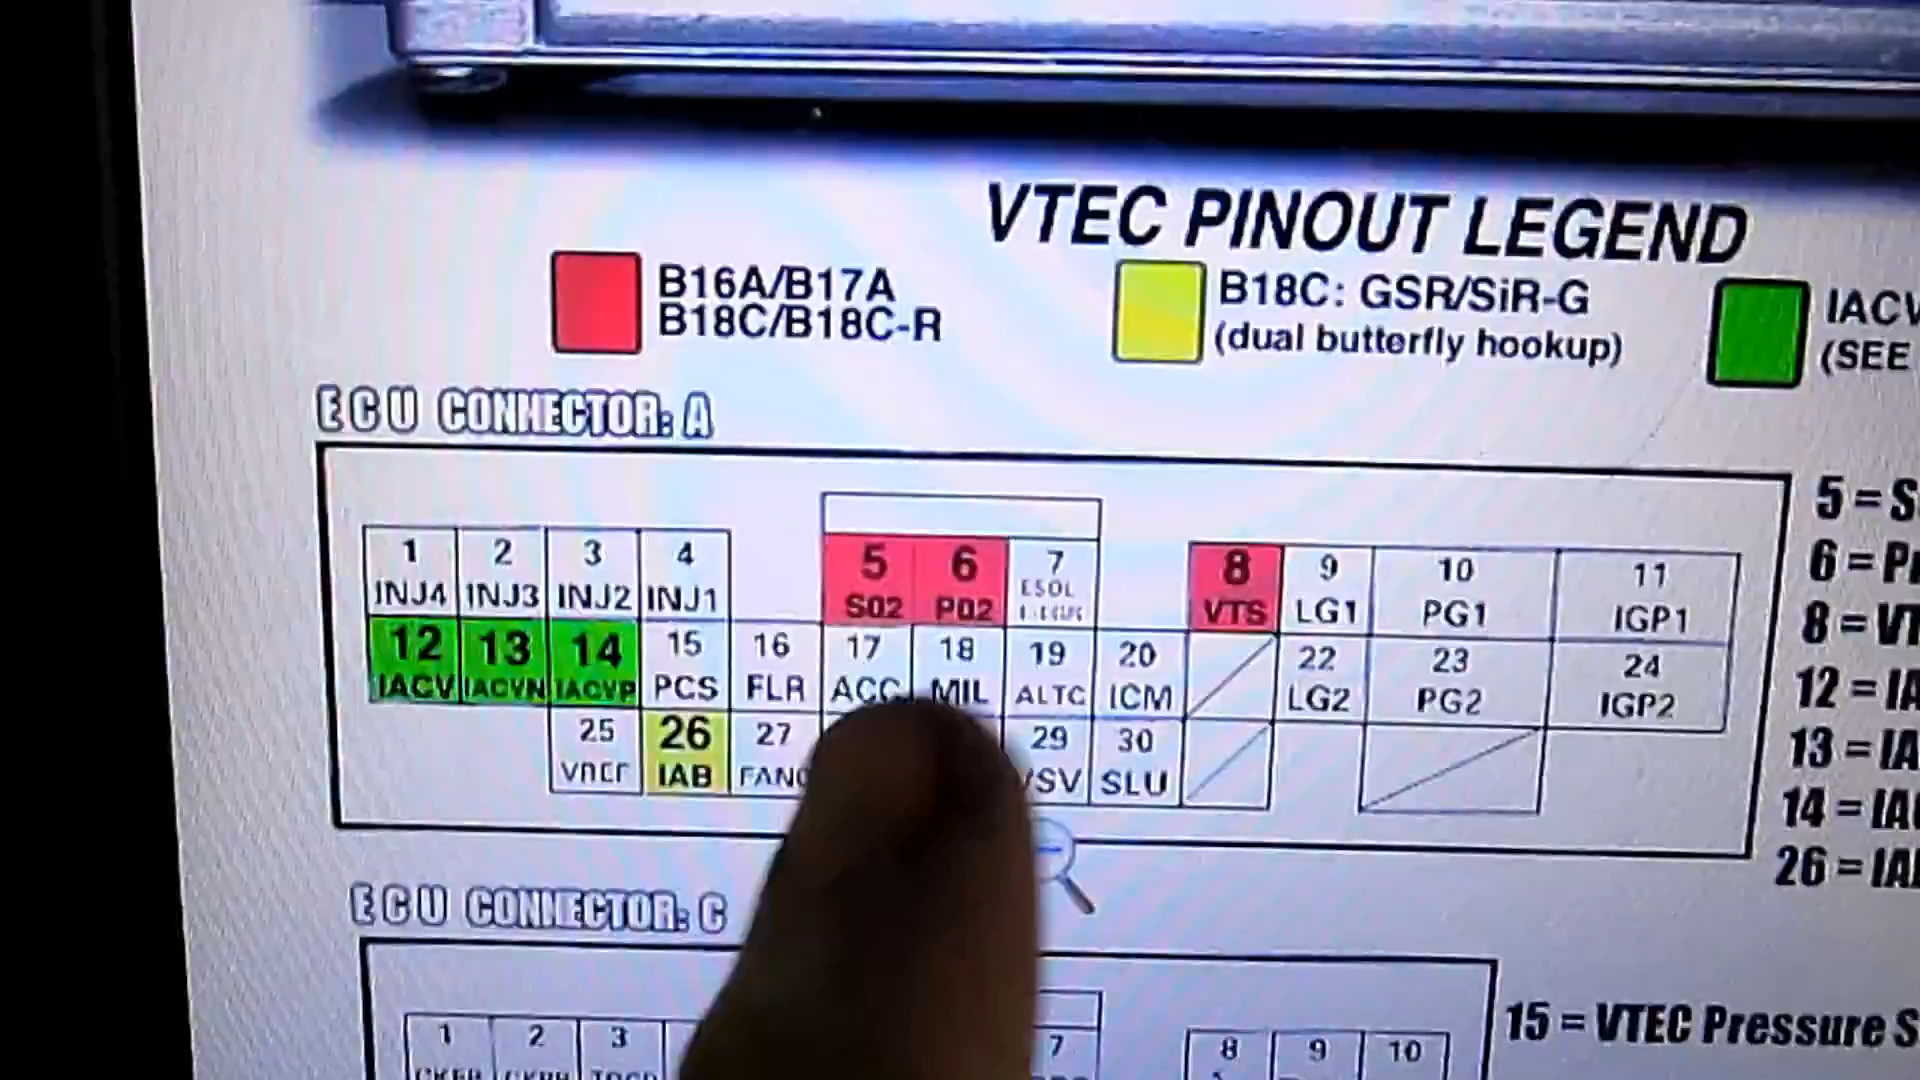 VTEC PINOUT LEGEND
B16A/B17A
B18C/B18C-R
B18C: GSR/SiR-G
(dual butterfly hookup)
(SEE
ECU CONNECTOR: A
1 2 3 4 5 6 7 8 9 10 11
INJ4 INJ3 INJ2 INJ1 S02 P02 ESOL VTS LG1 PG1 IGP1
12 13 14 15 16 17 18 19 20 22 23 24
IACV IACVN IACVP PCS FLR ACC MIL ALTC ICM LG2 PG2 IGP2
25 26 27 29 30
IAB SLU
5 =
6 =
8 =
12 =
13 =
14 =
26 =
ECU CONNECTOR: C
1 2 3 7 8 9 10
15 = VTEC Pressure